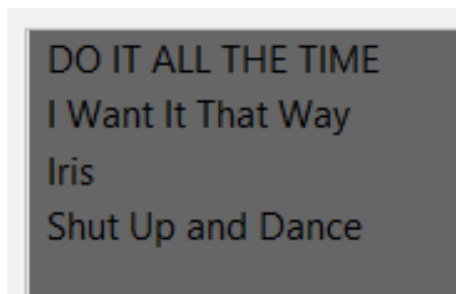 DO IT ALL THE TIME
I Want It That Way
Iris
Shut Up and Dance